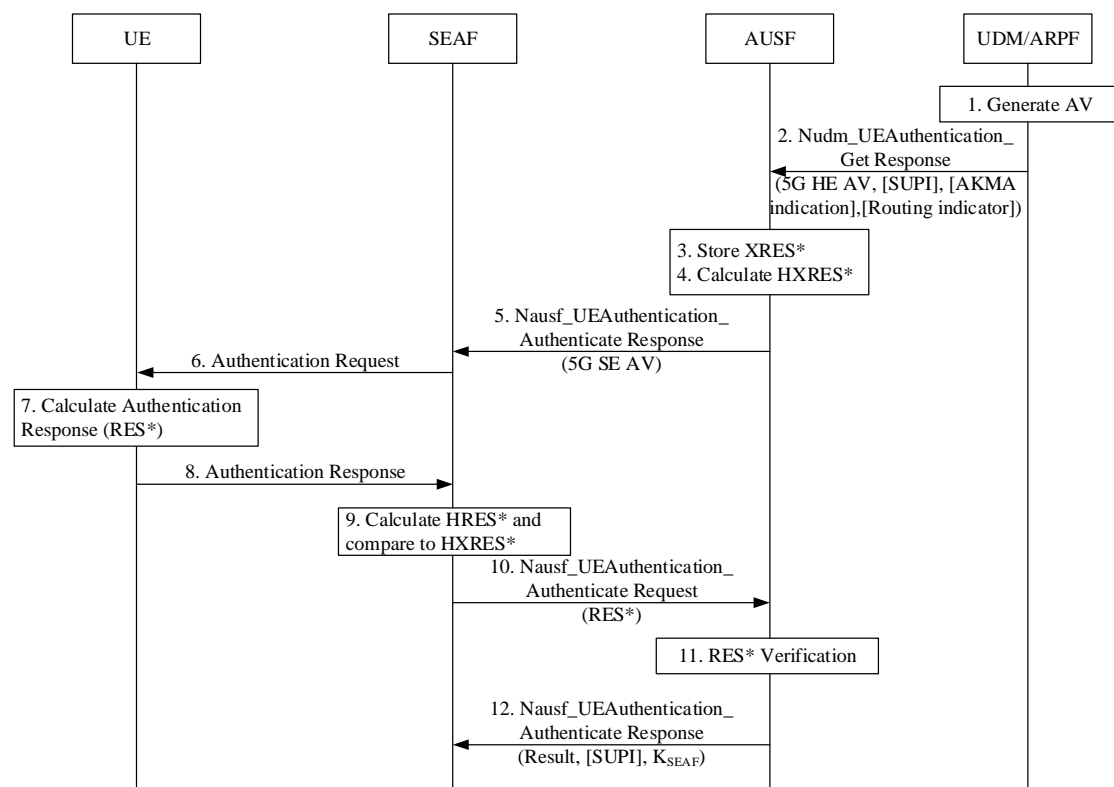 UE
SEAF
AUSF
UDM/ARPF
1. Generate AV
2. Nudm_UEAuthentication_
Get Response
(5G HE AV, [SUPI], [AKMA
indication],[Routing indicator])
3. Store XRES*
4. Calculate HXRES*
5. Nausf_UEAuthentication_
Authenticate Response
(5G SE AV)
6. Authentication Request
7. Calculate Authentication
Response (RES*)
8. Authentication Response
9. Calculate HRES* and
compare to HXRES*
10. Nausf_UEAuthentication_
Authenticate Request
(RES*)
11. RES* Verification
12. Nausf_UEAuthentication_
Authenticate Response
(Result, [SUPI], KSEAF)